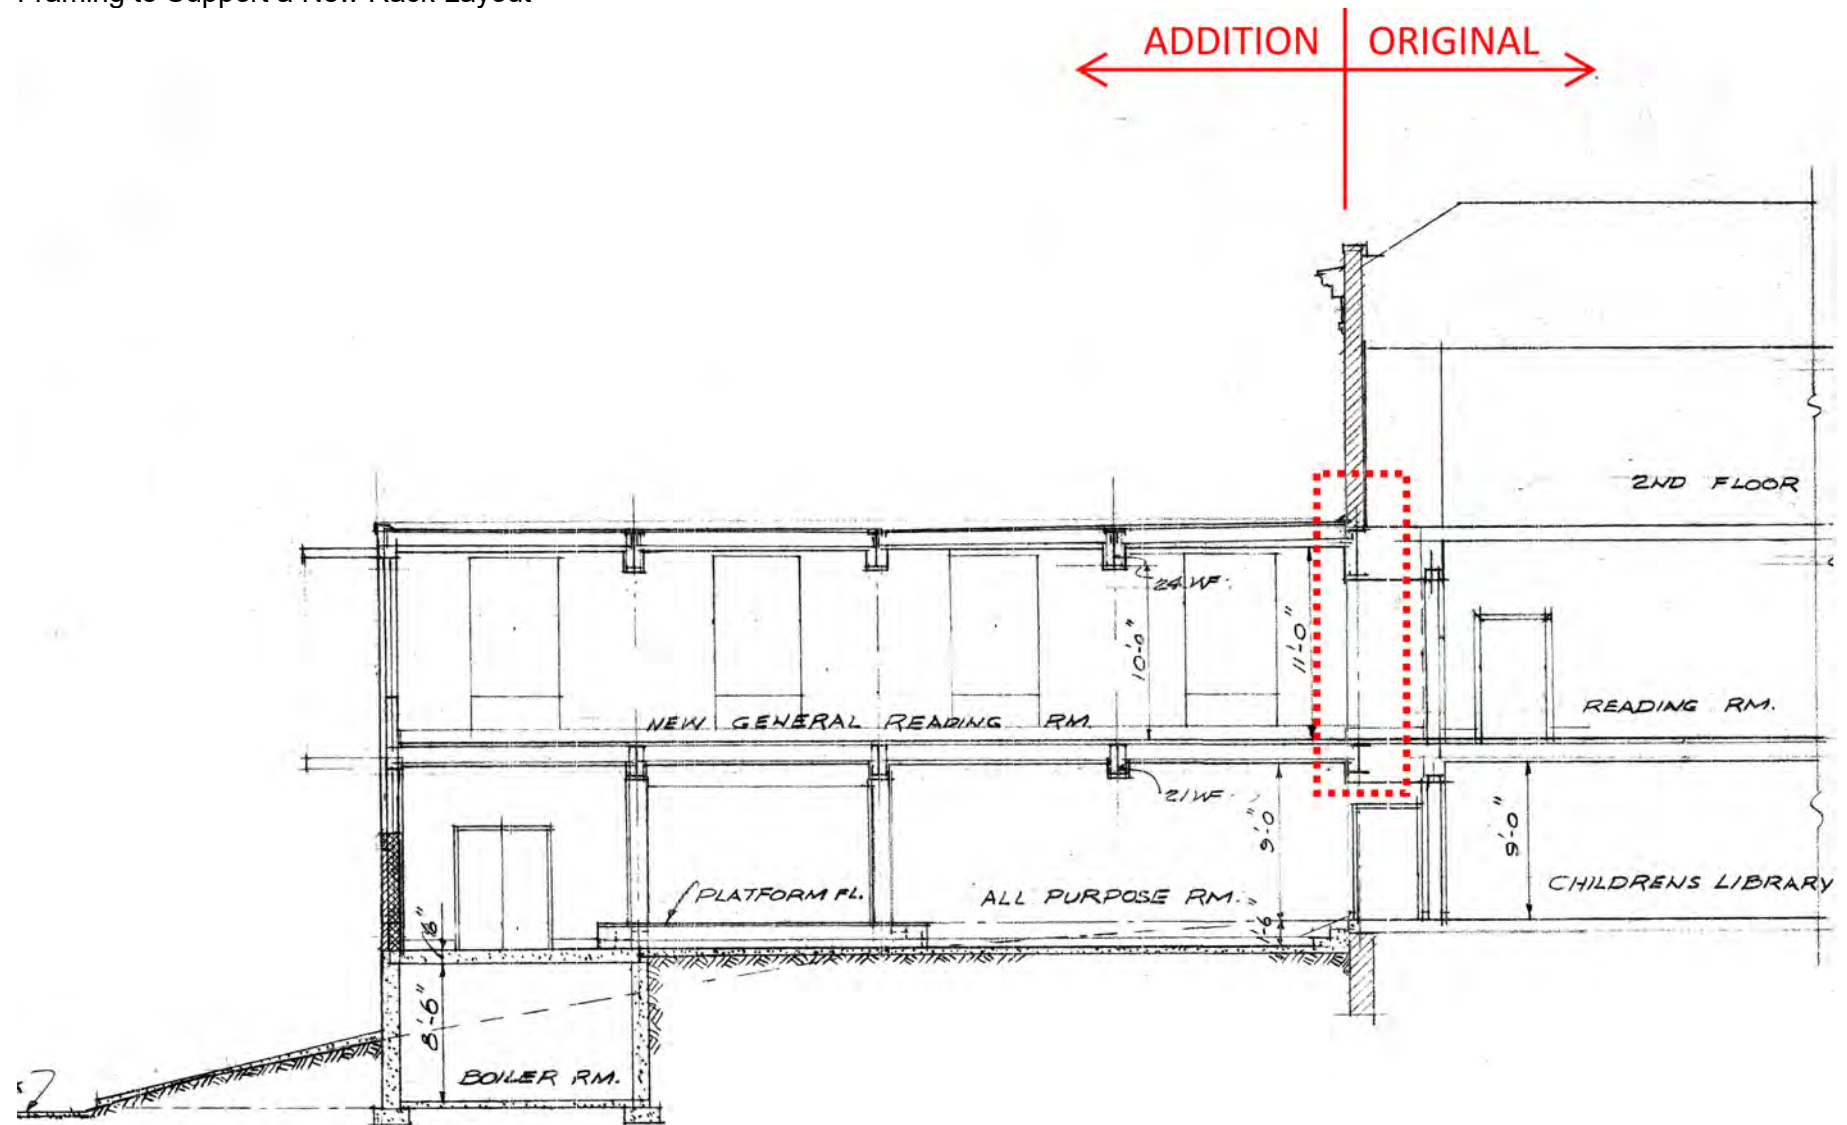 Framing to Support a New Rack Layout
ADDITION ORIGINAL
2ND FLOOR
24 WF.
10'-0"
11'-0"
NEW GENERAL READING RM.
READING RM.
21 WF.
9'-0"
9'-0"
PLATFORM FL.
ALL PURPOSE RM.
CHILDRENS LIBRARY
1'-6"
8'-6"
BOILER RM.